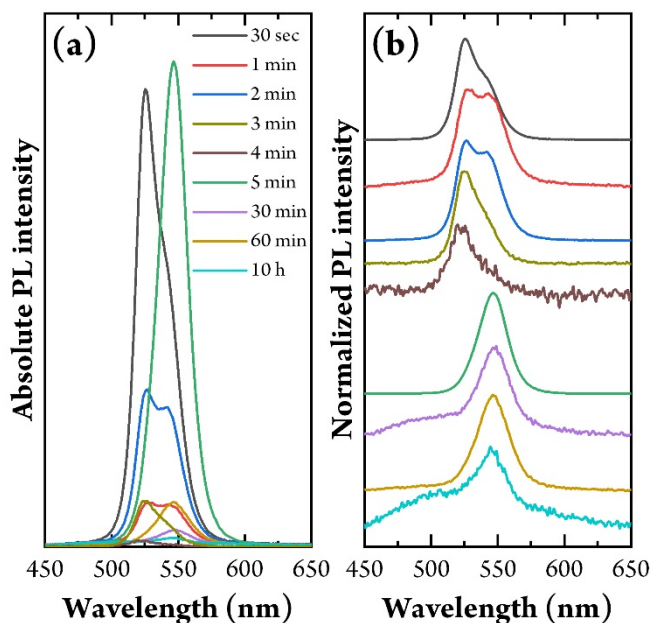 (a)
30 sec
1 min
2 min
3 min
4 min
5 min
30 min
60 min
10 h
Absolute PL intensity
450 500 550 600 650
Wavelength (nm)
(b)
Normalized PL intensity
450 500 550 600 650
Wavelength (nm)